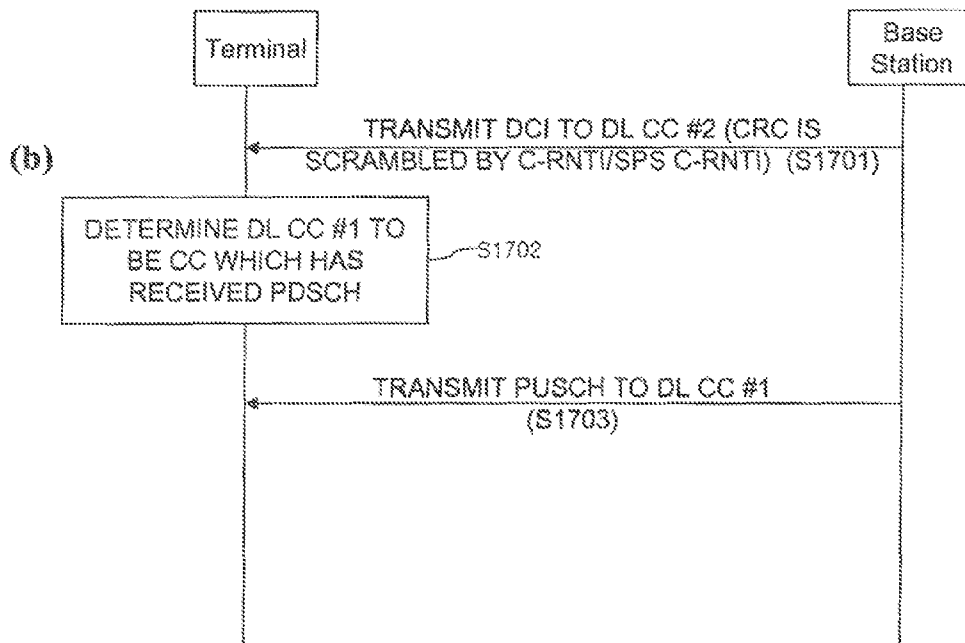 Terminal
Base
Station
TRANSMIT DCI TO DL CC #2 (CRC IS
SCRAMBLED BY C-RNTI/SPS C-RNTI) (S1701)
(b)
DETERMINE DL CC #1 TO
BE CC WHICH HAS
RECEIVED PDSCH
S1702
TRANSMIT PUSCH TO DL CC #1
(S1703)